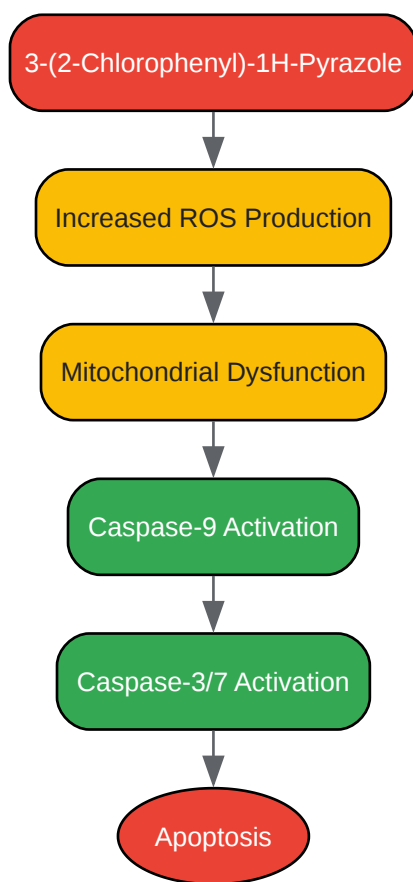 3-(2-Chlorophenyl)-1H-Pyrazole
Increased ROS Production
Mitochondrial Dysfunction
Caspase-9 Activation
Caspase-3/7 Activation
Apoptosis